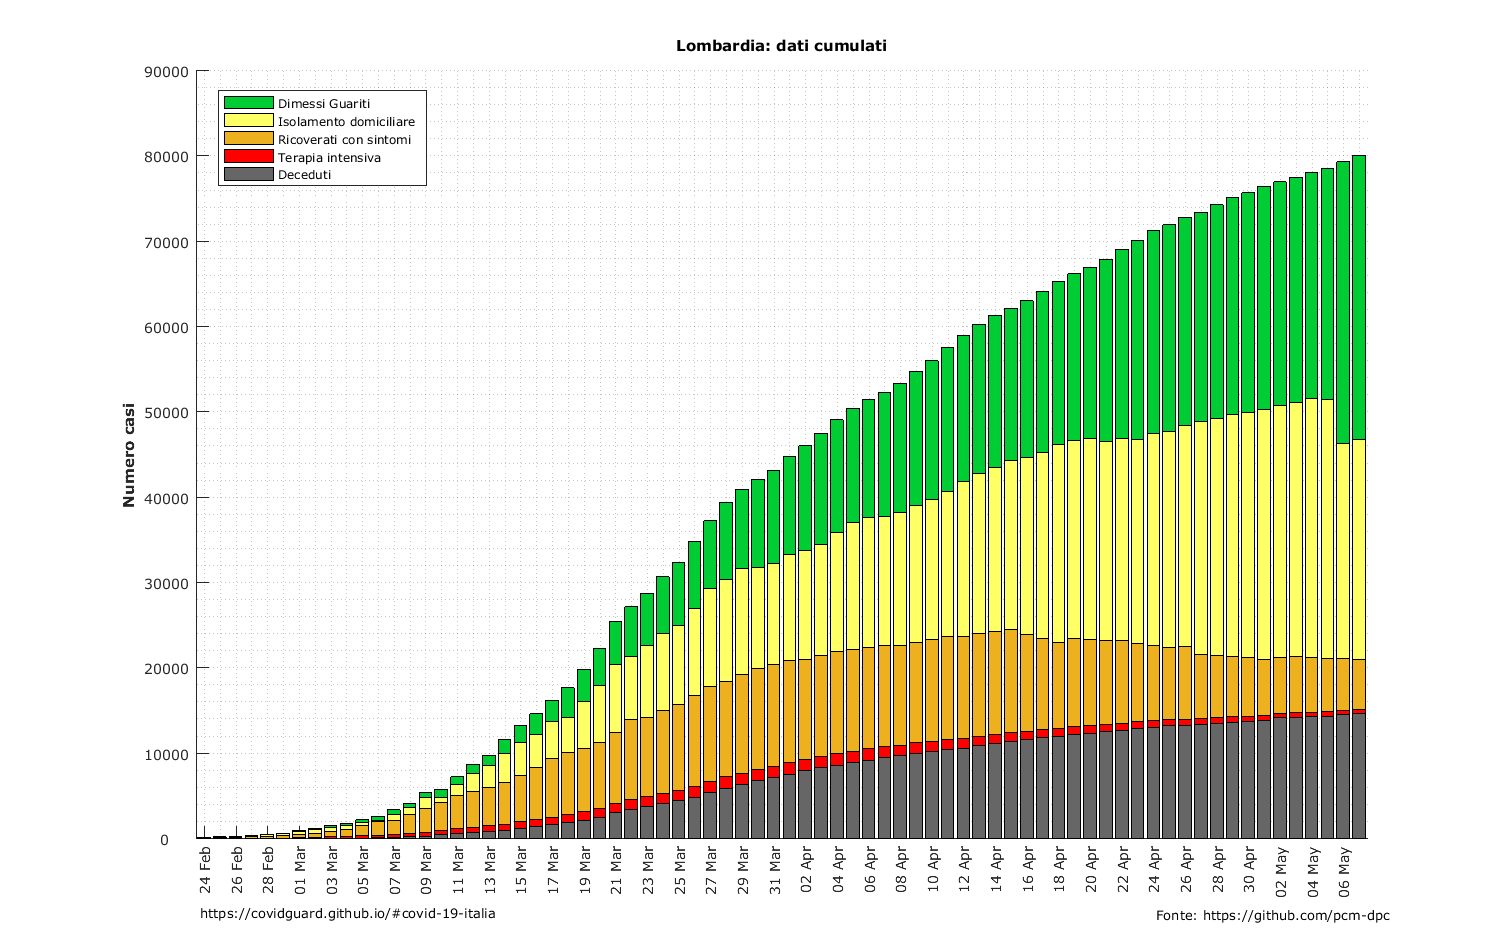 Lombardia: dati cumulati
Numero casi
90000
80000
70000
60000
50000
40000
30000
20000
10000
0
Dimessi Guariti
Isolamento domiciliare
Ricoverati con sintomi
Terapia intensiva
Deceduti
24 Feb
26 Feb
28 Feb
01 Mar
03 Mar
05 Mar
07 Mar
09 Mar
11 Mar
13 Mar
15 Mar
17 Mar
19 Mar
21 Mar
23 Mar
25 Mar
27 Mar
29 Mar
31 Mar
02 Apr
04 Apr
06 Apr
08 Apr
10 Apr
12 Apr
14 Apr
16 Apr
18 Apr
20 Apr
22 Apr
24 Apr
26 Apr
28 Apr
30 Apr
02 May
04 May
06 May
https://covidguard.github.io/#covid-19-italia
Fonte: https://github.com/pcm-dpc